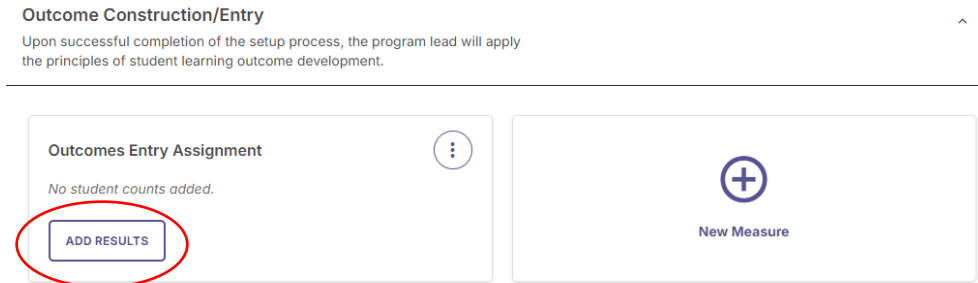 Outcome Construction/Entry
Upon successful completion of the setup process, the program lead will apply
the principles of student learning outcome development.
Outcomes Entry Assignment
No student counts added.
ADD RESULTS
New Measure